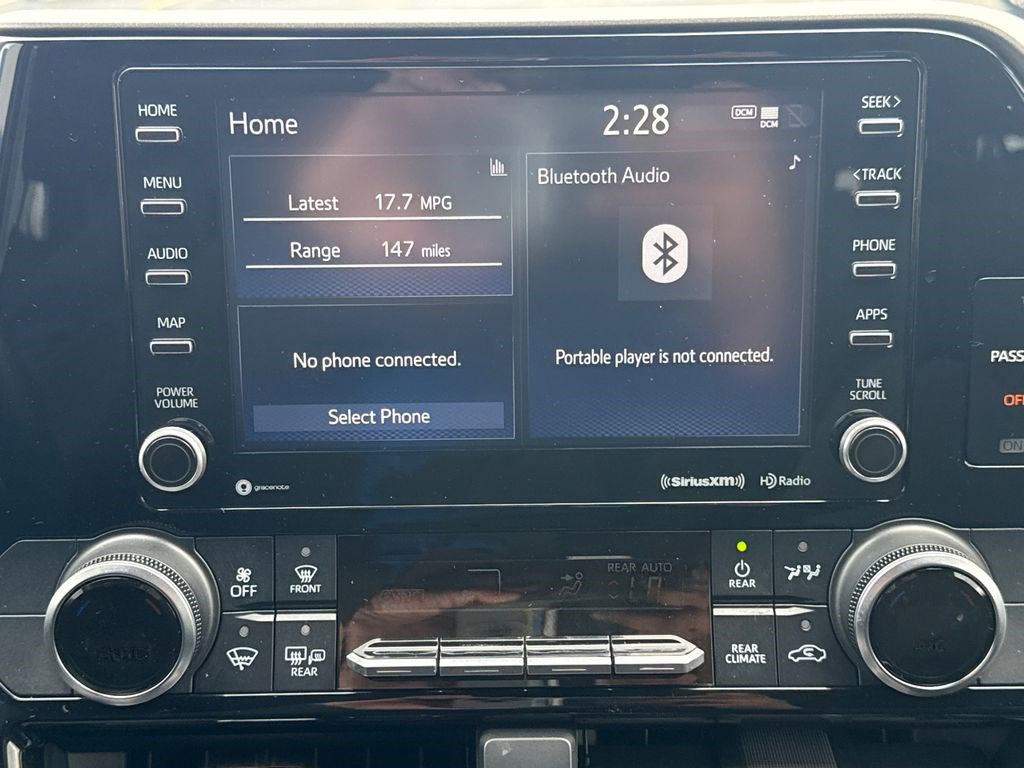 HOME
SEEK>
Home
2:28
DCM
DCM
MENU
<TRACK
Latest 17.7 MPG
Bluetooth Audio
AUDIO
PHONE
Range 147 miles
MAP
APPS
No phone connected.
Portable player is not connected.
PASS
POWER
VOLUME
TUNE
SCROLL
Select Phone
ON
gracenote
((SiriusXM))
HD Radio
OFF
FRONT
REAR AUTO
LO
REAR
REAR
REAR
CLIMATE